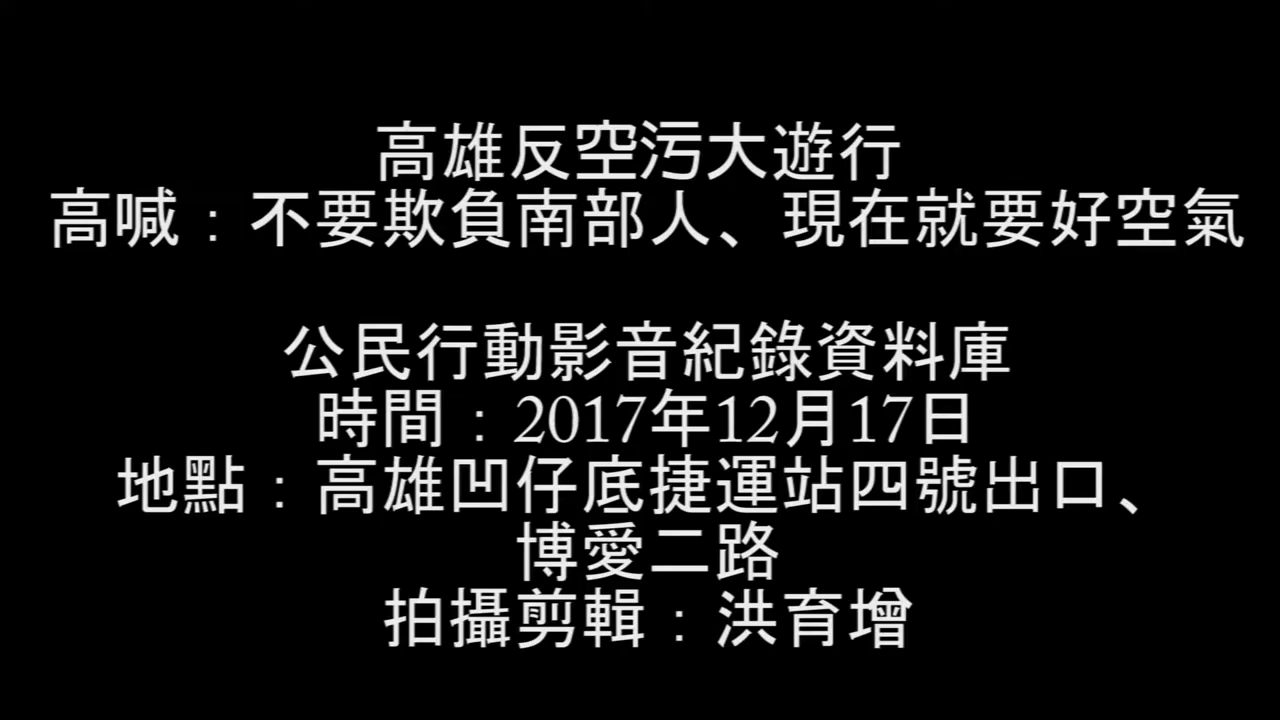 高雄反空污大遊行
高喊：不要欺負南部人、現在就要好空氣
公民行動影音紀錄資料庫
時間：2017年12月17日
地點：高雄凹仔底捷運站四號出口、
博愛二路
拍攝剪輯：洪育增